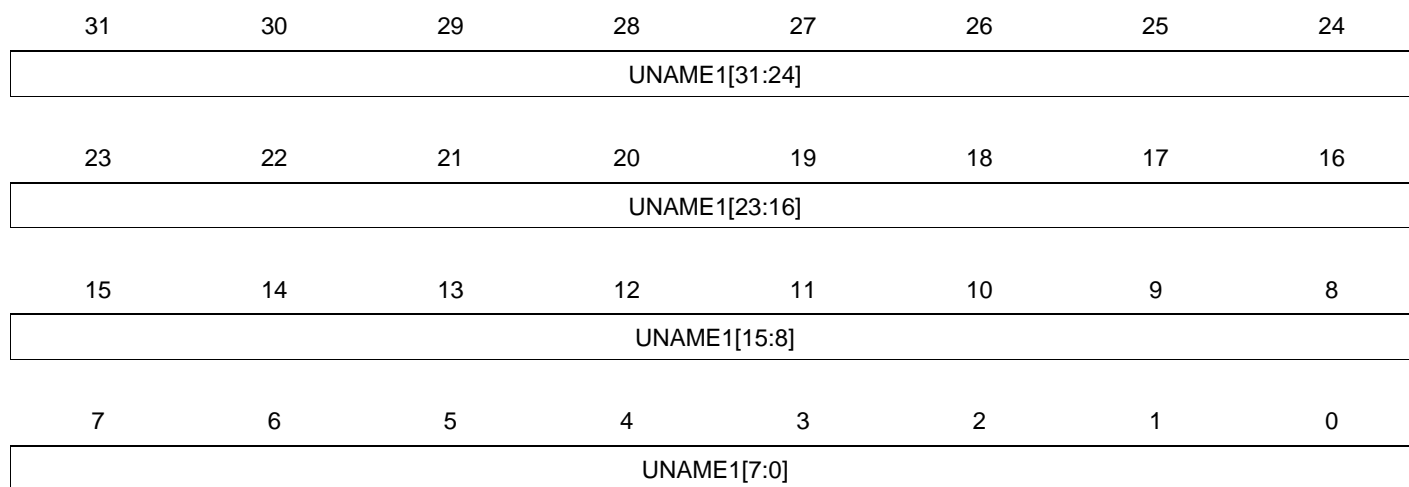 31 30 29 28 27 26 25 24
UNAME1[31:24]
23 22 21 20 19 18 17 16
UNAME1[23:16]
15 14 13 12 11 10 9 8
UNAME1[15:8]
7 6 5 4 3 2 1 0
UNAME1[7:0]